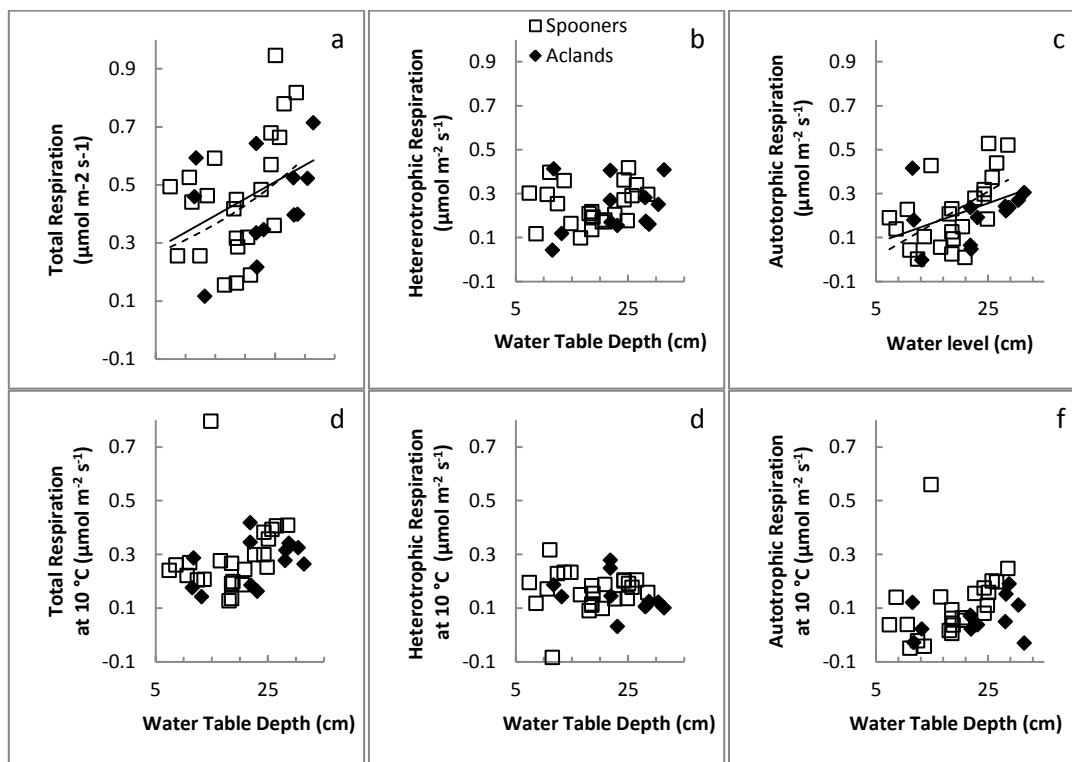 a
Total Respiration
(µmol m-2 s-1)
0.9
0.7
0.5
0.3
0.1
-0.1
b
Spooners
Aclands
Hetererotrophic Respiration
(µmol m⁻² s⁻¹)
0.9
0.7
0.5
0.3
0.1
-0.1
5
25
Water Table Depth (cm)
c
Autotrorphic Respiration
(µmol m⁻² s⁻¹)
0.9
0.7
0.5
0.3
0.1
-0.1
5
25
Water level (cm)
d
Total Respiration
at 10 °C (µmol m⁻² s⁻¹)
0.7
0.5
0.3
0.1
-0.1
5
25
Water Table Depth (cm)
d
Heterotrophic Respiration
at 10 °C (µmol m⁻² s⁻¹)
0.7
0.5
0.3
0.1
-0.1
5
25
Water Table Depth (cm)
f
Autotrophic Respiration
at 10 °C (µmol m⁻² s⁻¹)
0.7
0.5
0.3
0.1
-0.1
5
25
Water Table Depth (cm)